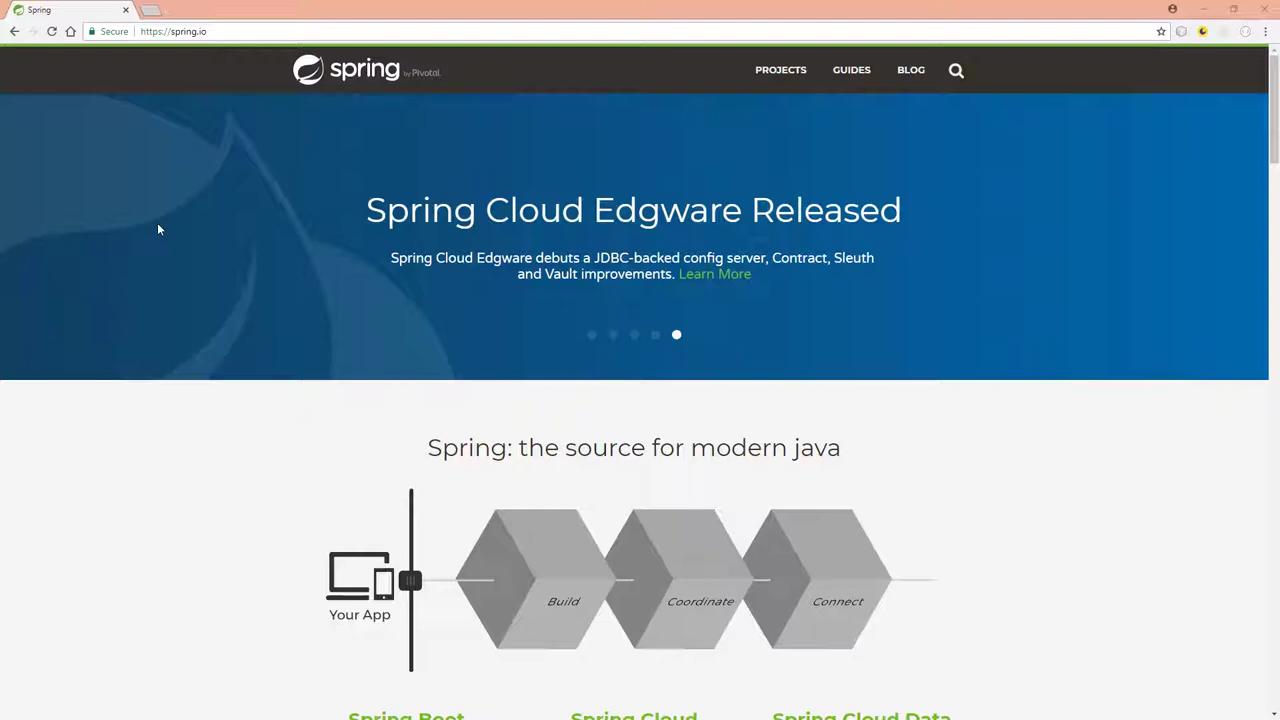 Spring
Secure
https://spring.io
spring by Pivotal.
PROJECTS
GUIDES
BLOG
Spring Cloud Edgware Released
Spring Cloud Edgware debuts a JDBC-backed config server, Contract, Sleuth
and Vault improvements. Learn More
Spring: the source for modern java
Build
Coordinate
Connect
Your App
Spring Boot
Spring Cloud
Spring Cloud Data